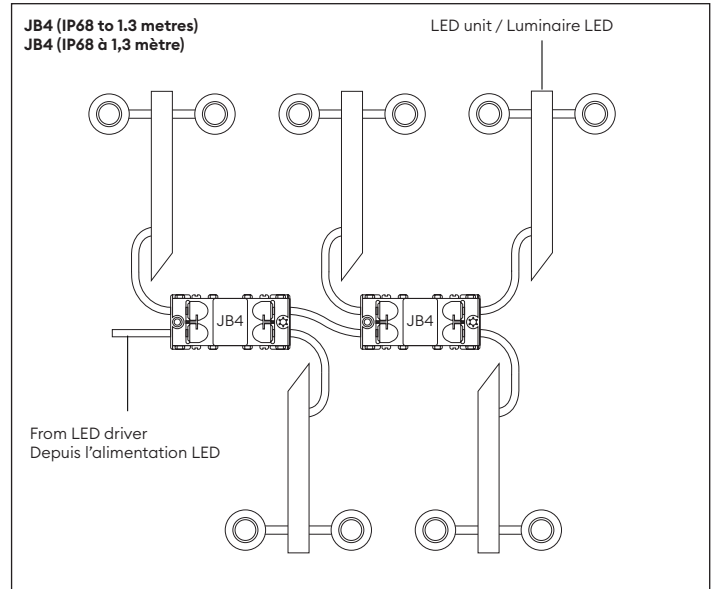 JB4 (IP68 to 1.3 metres)
JB4 (IP68 à 1,3 mètre)
LED unit / Luminaire LED
JB4
JB4
From LED driver
Depuis l’alimentation LED